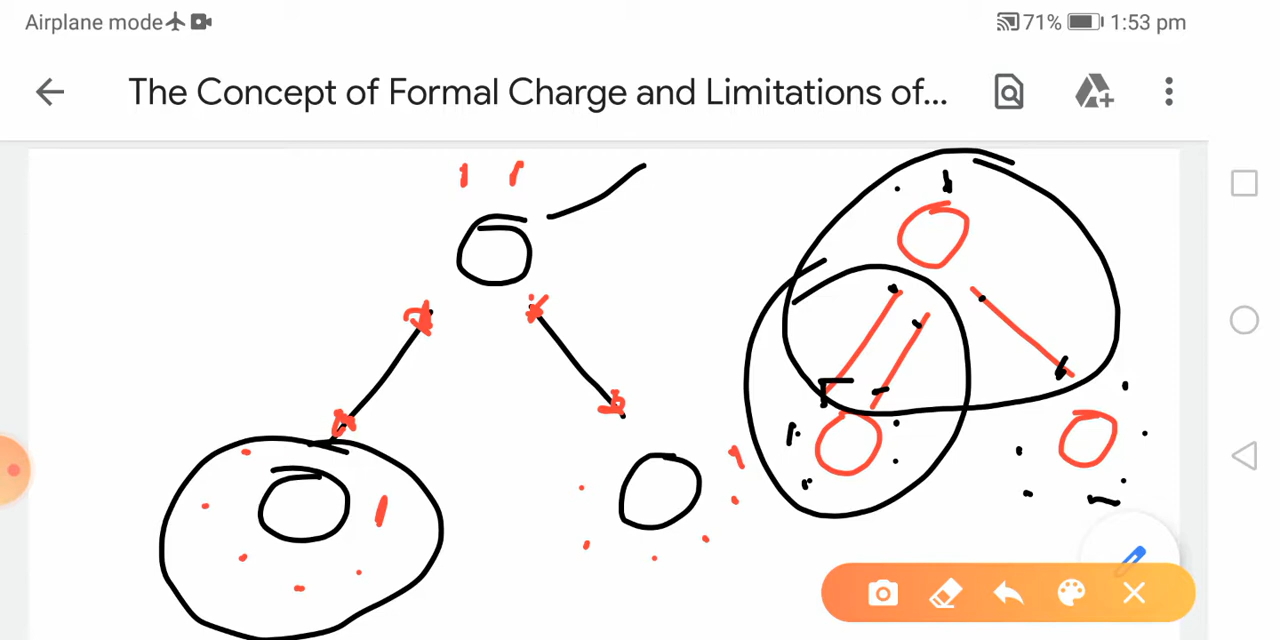 Airplane mode 71% 1:53 pm
The Concept of Formal Charge and Limitations of...